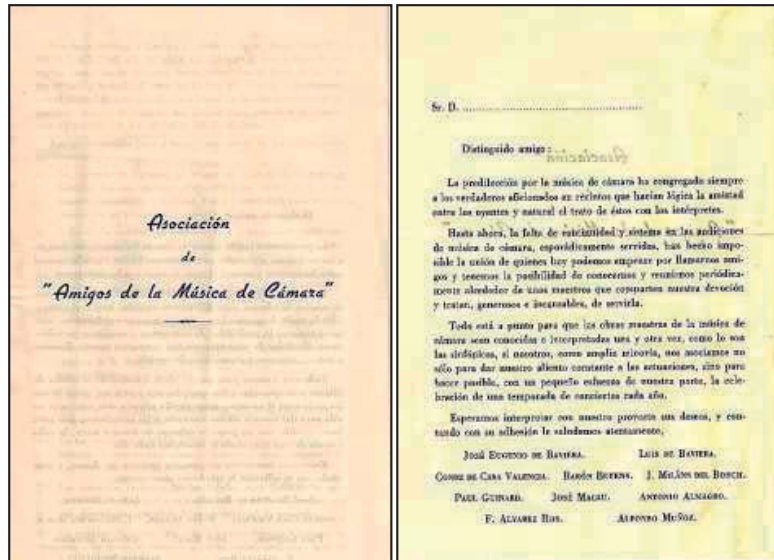 Asociación
de
"Amigos de la Música de Cámara"
Sr. D. ................................................
Distinguido amigo:
La predilección por la música de cámara ha congregado siempre
a los verdaderos aficionados en recintos que hacían lógica la amistad
entre los oyentes y natural el trato de éstos con los intérpretes.
Hasta ahora, la falta de continuidad y sistema en las audiciones
de música de cámara, esporádicamente servidas, han hecho impo-
sible la unión de quienes hoy podemos empezar por llamarnos ami-
gos y tenemos la posibilidad de conocernos y reunirnos periódica-
mente alrededor de unos maestros que comparten nuestra devoción
y tratan, generosos e incansables, de servirla.
Todo está a punto para que las obras maestras de la música de
cámara sean conocidas e interpretadas una y otra vez, como lo son
las sinfónicas, si nosotros, como amplia minoría, nos asociamos no
sólo para dar nuestro aliento constante a las actuaciones, sino para
hacer posible, con un pequeño esfuerzo de nuestra parte, la cele-
bración de una temporada de conciertos cada año.
Esperamos interpretar con nuestro proyecto sus deseos, y con-
tando con su adhesión le saludamos atentamente,
José Eugenio de Baviera. Luis de Baviera.
Conde de Casa Valencia. Barón J. Miláns del Bosch.
Paul Guinard. José Macau. Antonio Almagro.
F. Alvarez Alfonso Muñoz.